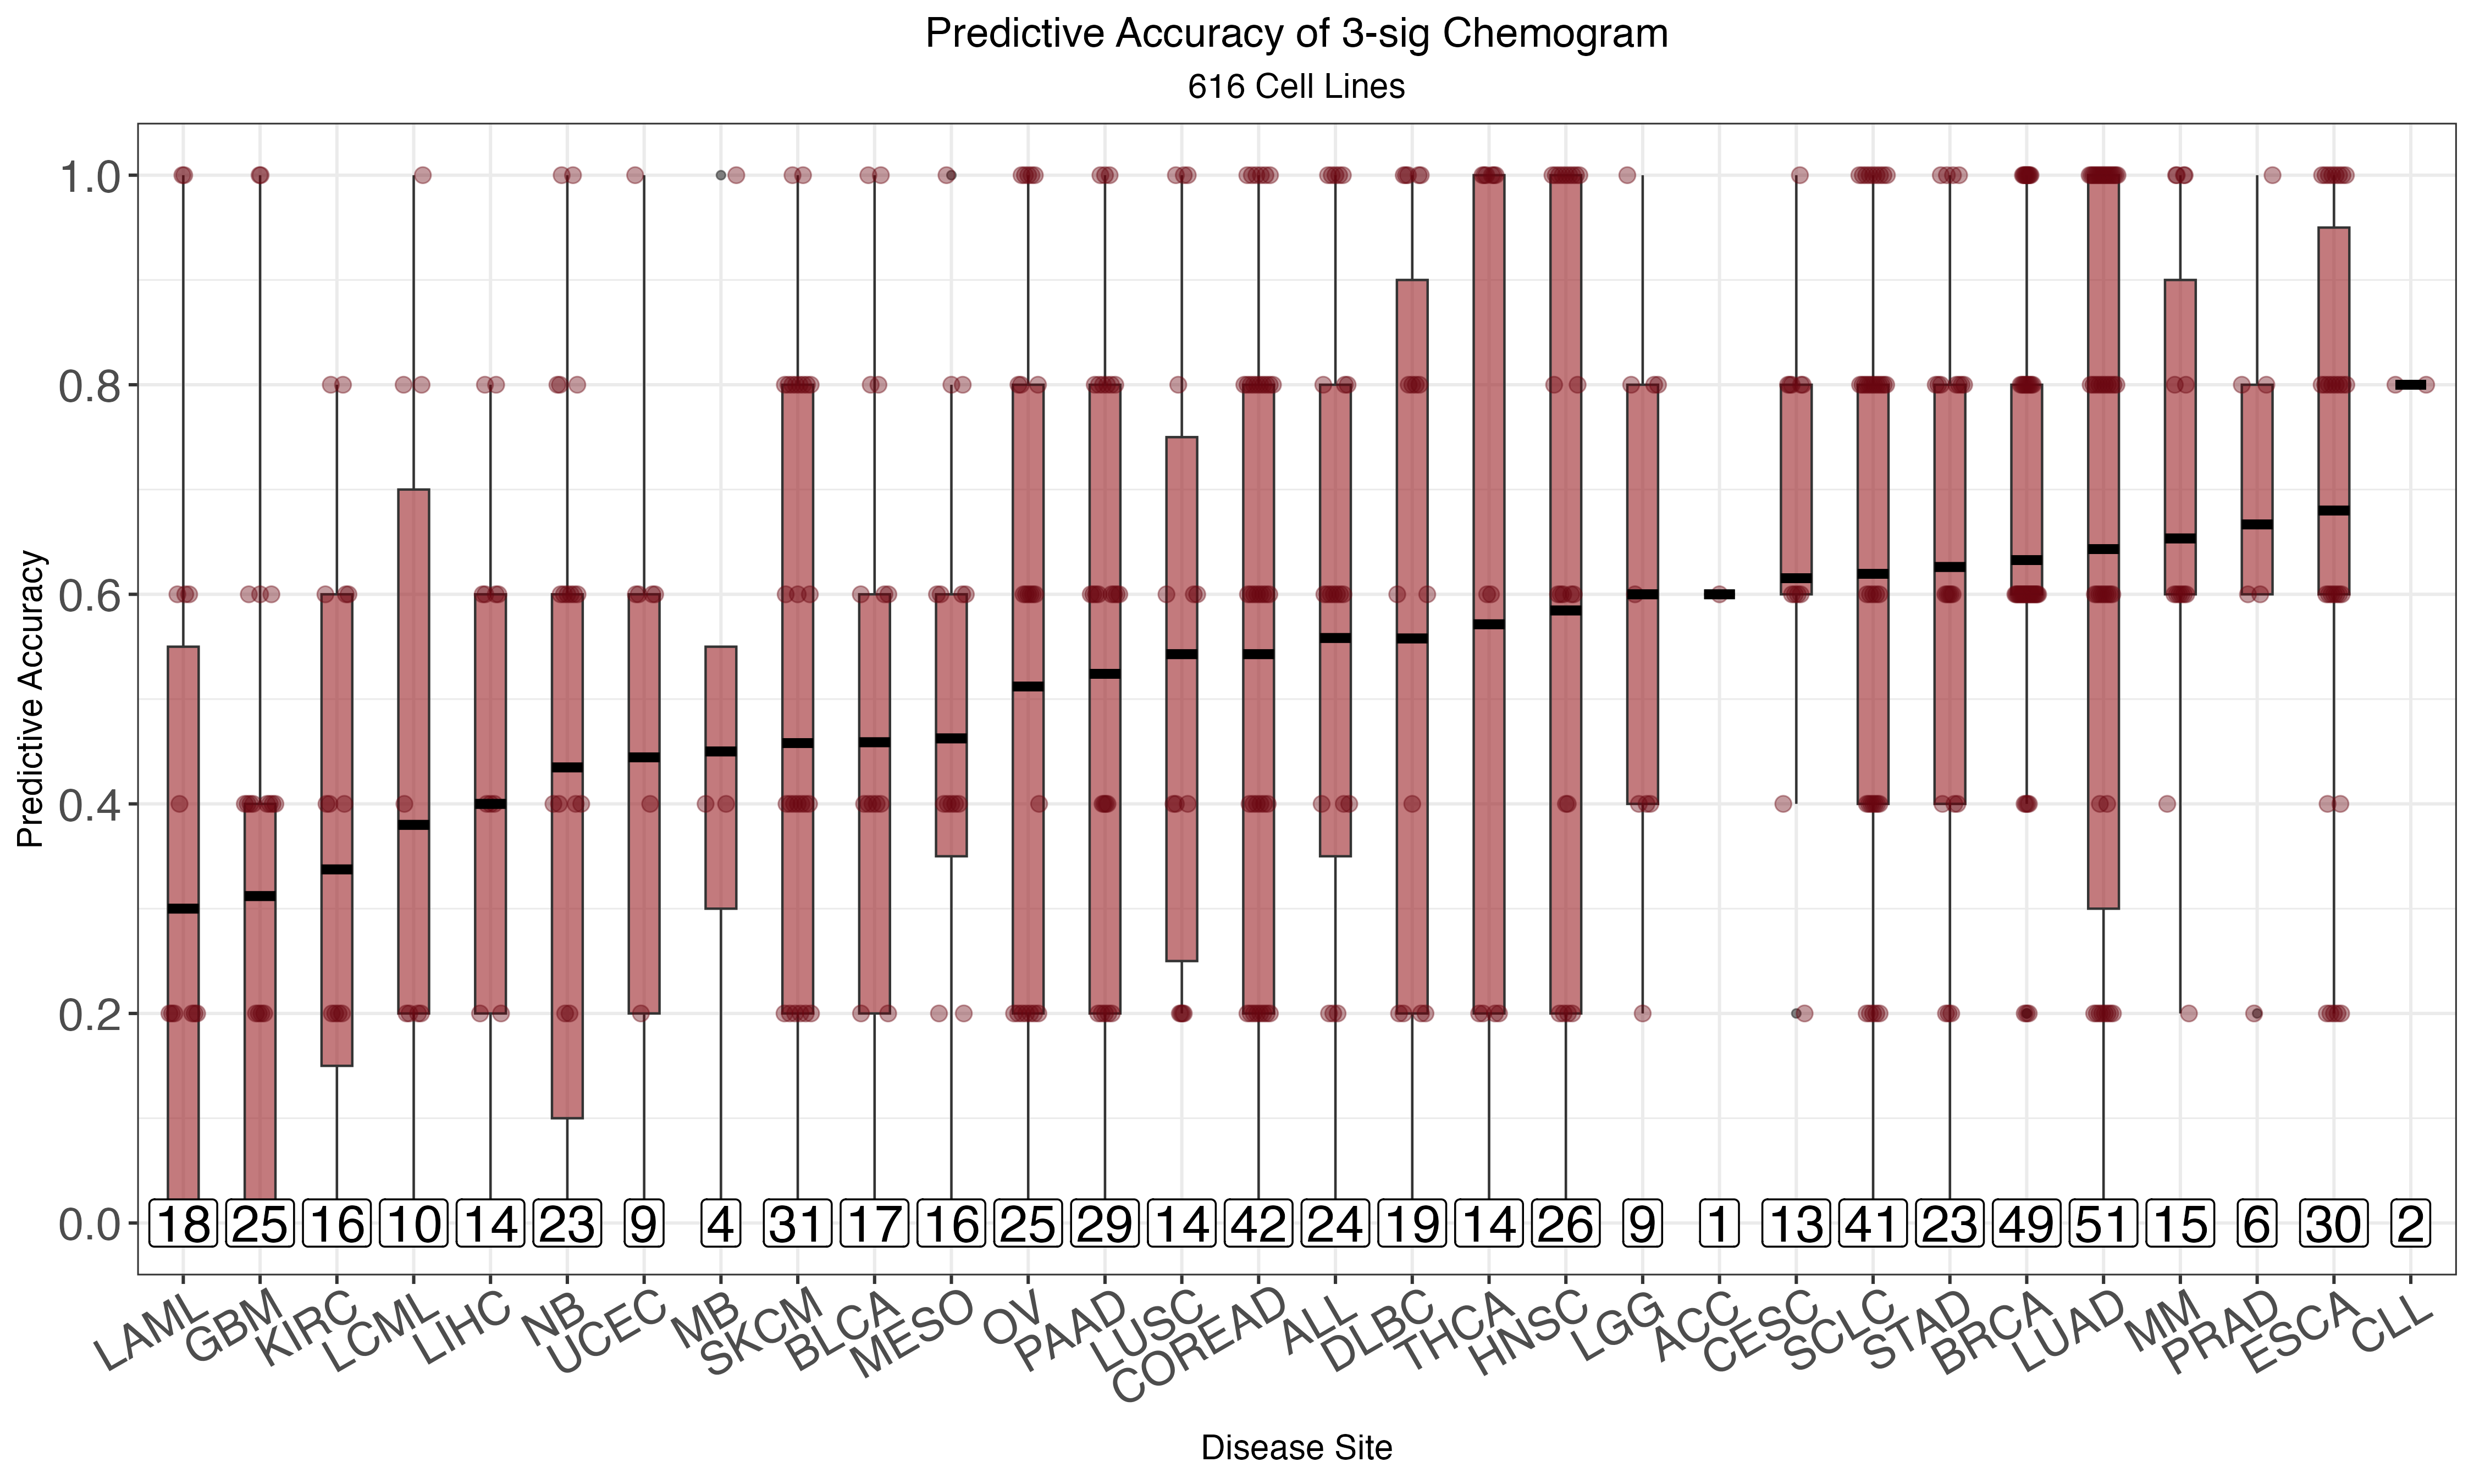 Predictive Accuracy of 3-sig Chemogram
616 Cell Lines
Predictive Accuracy
1.0
0.8
0.6
0.4
0.2
0.0
18 25 16 10 14 23 9 4 31 17 16 25 29 14 42 24 19 14 26 9 1 13 41 23 49 51 15 6 30 2
LAML GBM KIRC LCML LIHC NB UCEC MB SKCM BLCA MESO OV PAAD LUSC COREAD ALL DLBC THCA HNSC LGG ACC CESC SCLC STAD BRCA LUAD MM PRAD ESCA CLL
Disease Site